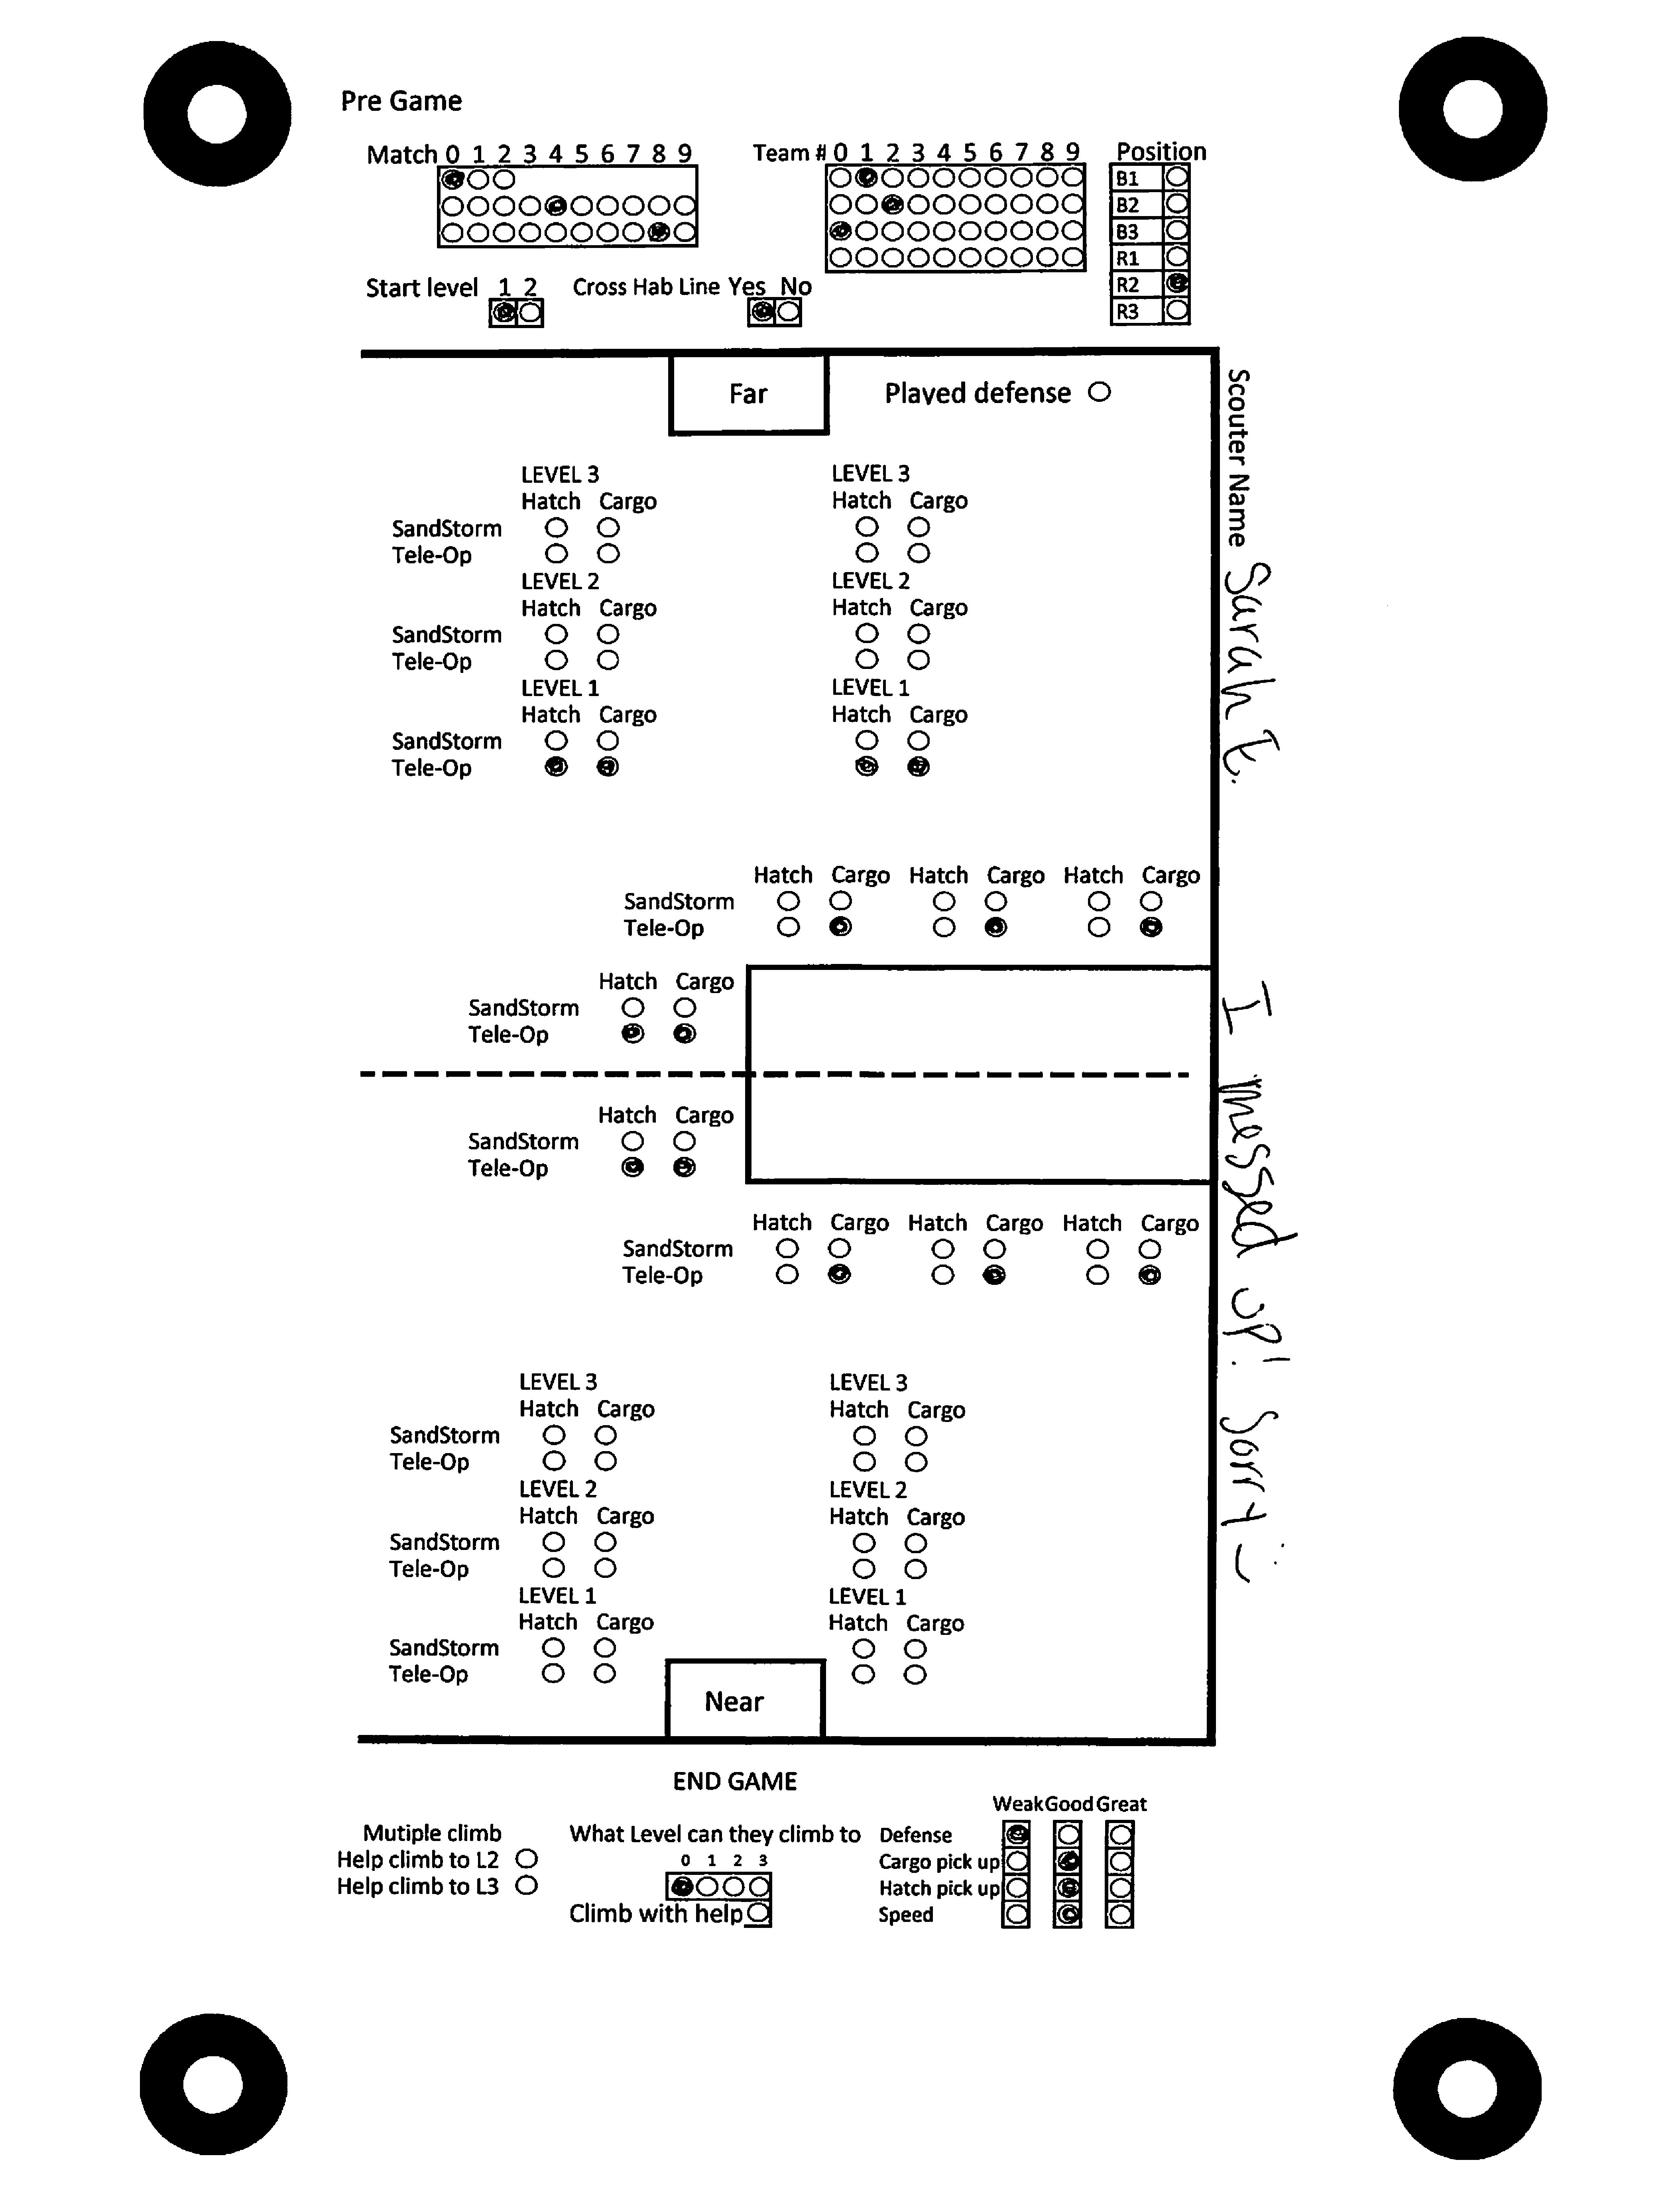 Pre Game
Match 0 1 2 3 4 5 6 7 8 9
Team # 0 1 2 3 4 5 6 7 8 9
Position
B1
B2
B3
R1
R2
R3
Start level 1 2
Cross Hab Line Yes No
Far
Played defense
Scouter Name Sarah E.
I messed up! Sorry
LEVEL 3 LEVEL 3
Hatch Cargo Hatch Cargo
SandStorm
Tele-Op
LEVEL 2 LEVEL 2
Hatch Cargo Hatch Cargo
SandStorm
Tele-Op
LEVEL 1 LEVEL 1
Hatch Cargo Hatch Cargo
SandStorm
Tele-Op
Hatch Cargo Hatch Cargo Hatch Cargo
SandStorm
Tele-Op
Hatch Cargo
SandStorm
Tele-Op
Hatch Cargo
SandStorm
Tele-Op
Hatch Cargo Hatch Cargo Hatch Cargo
SandStorm
Tele-Op
LEVEL 3 LEVEL 3
Hatch Cargo Hatch Cargo
SandStorm
Tele-Op
LEVEL 2 LEVEL 2
Hatch Cargo Hatch Cargo
SandStorm
Tele-Op
LEVEL 1 LEVEL 1
Hatch Cargo Hatch Cargo
SandStorm
Tele-Op
Near
END GAME
Mutiple climb
Help climb to L2
Help climb to L3
What Level can they climb to
0 1 2 3
Climb with help
Weak Good Great
Defense
Cargo pick up
Hatch pick up
Speed